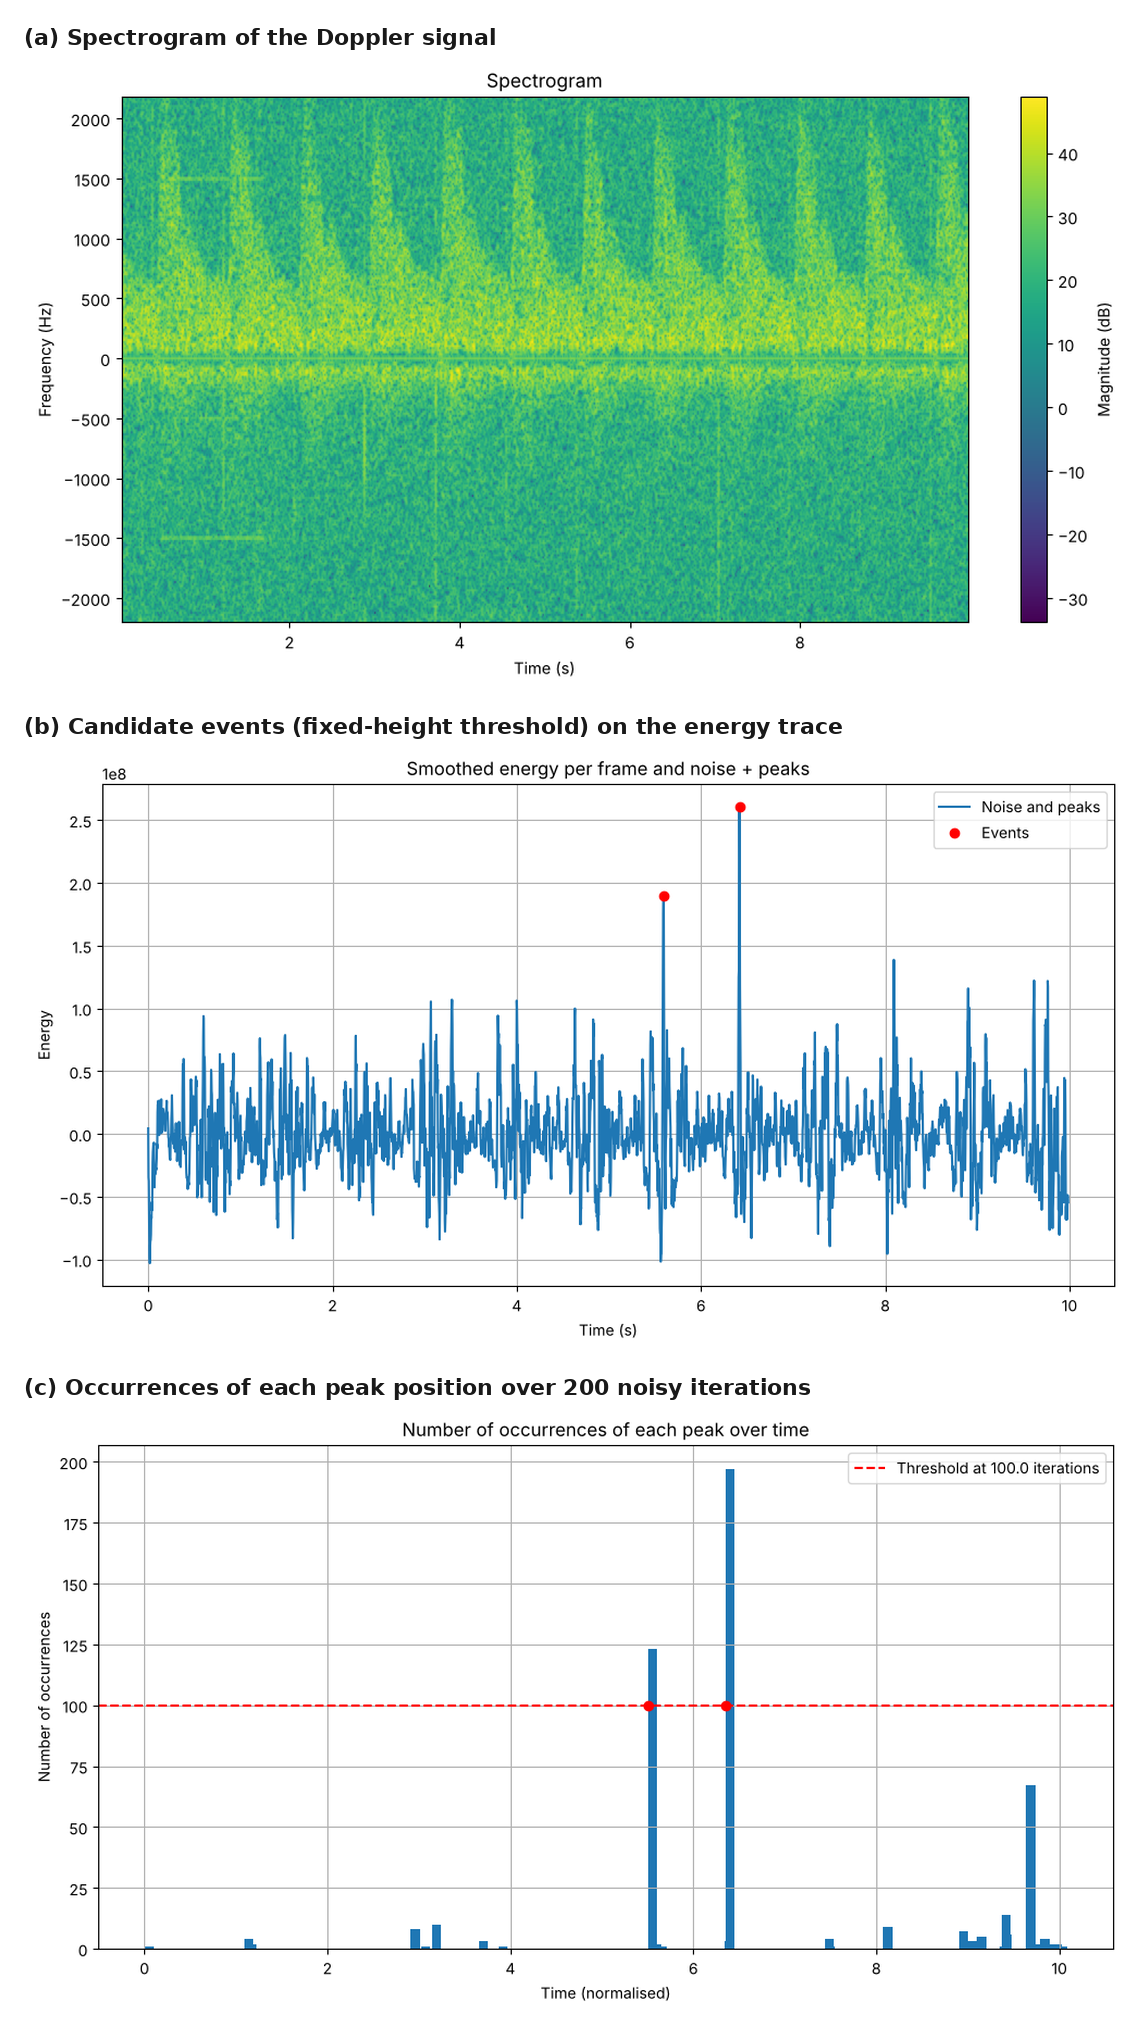 (a) Spectrogram of the Doppler signal
Spectrogram
2000
1500
1000
500
0
−500
−1000
−1500
−2000
Frequency (Hz)
2 4 6 8
Time (s)
40
30
20
10
0
−10
−20
−30
Magnitude (dB)
(b) Candidate events (fixed-height threshold) on the energy trace
Smoothed energy per frame and noise + peaks
1e8
2.5
2.0
1.5
1.0
0.5
0.0
−0.5
−1.0
Energy
Noise and peaks
Events
0 2 4 6 8 10
Time (s)
(c) Occurrences of each peak position over 200 noisy iterations
Number of occurrences of each peak over time
200
175
150
125
100
75
50
25
0
Number of occurrences
Threshold at 100.0 iterations
0 2 4 6 8 10
Time (normalised)